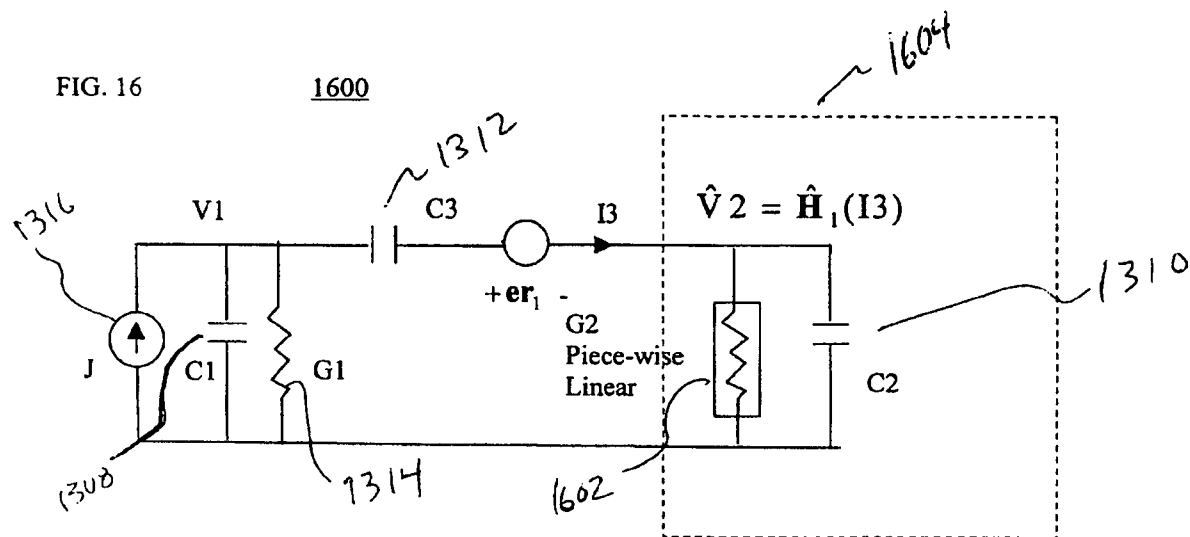 FIG. 16
1600
1604
1312
V1
C3
I3
V̂ 2 = Ĥ₁(I3)
1316
1310
+er₁ -
G2
Piece-wise
Linear
J
C1
G1
C2
1308
1314
1602